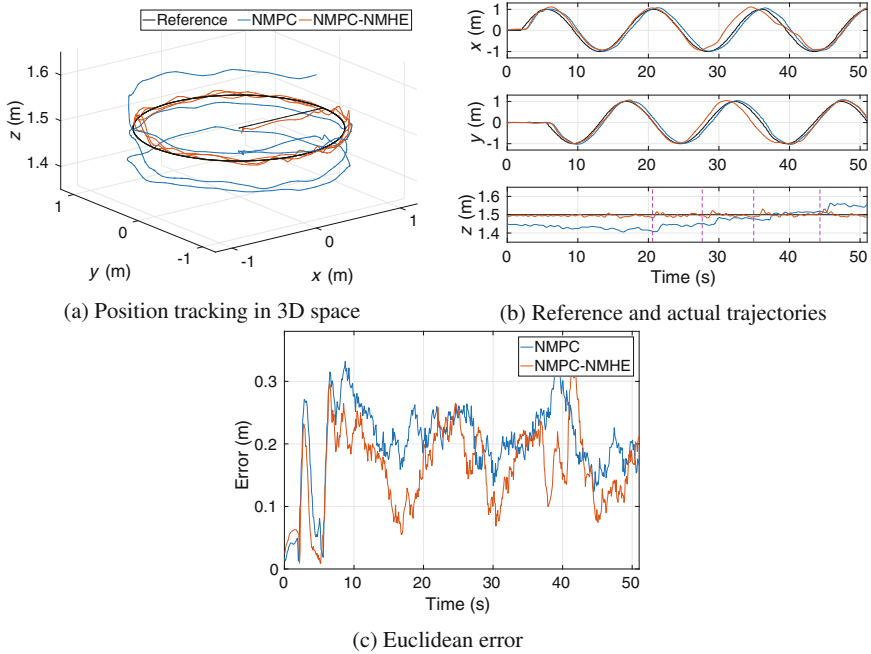 Reference NMPC NMPC-NMHE
1.6
1.5
1.4
z (m)
1
0
-1
y (m)
-1
0
1
x (m)
(a) Position tracking in 3D space
1
0
-1
x (m)
0 10 20 30 40 50
1
0
-1
y (m)
0 10 20 30 40 50
1.6
1.5
1.4
z (m)
0 10 20 30 40 50
Time (s)
(b) Reference and actual trajectories
NMPC
NMPC-NMHE
0.3
0.2
0.1
0
Error (m)
0 10 20 30 40 50
Time (s)
(c) Euclidean error